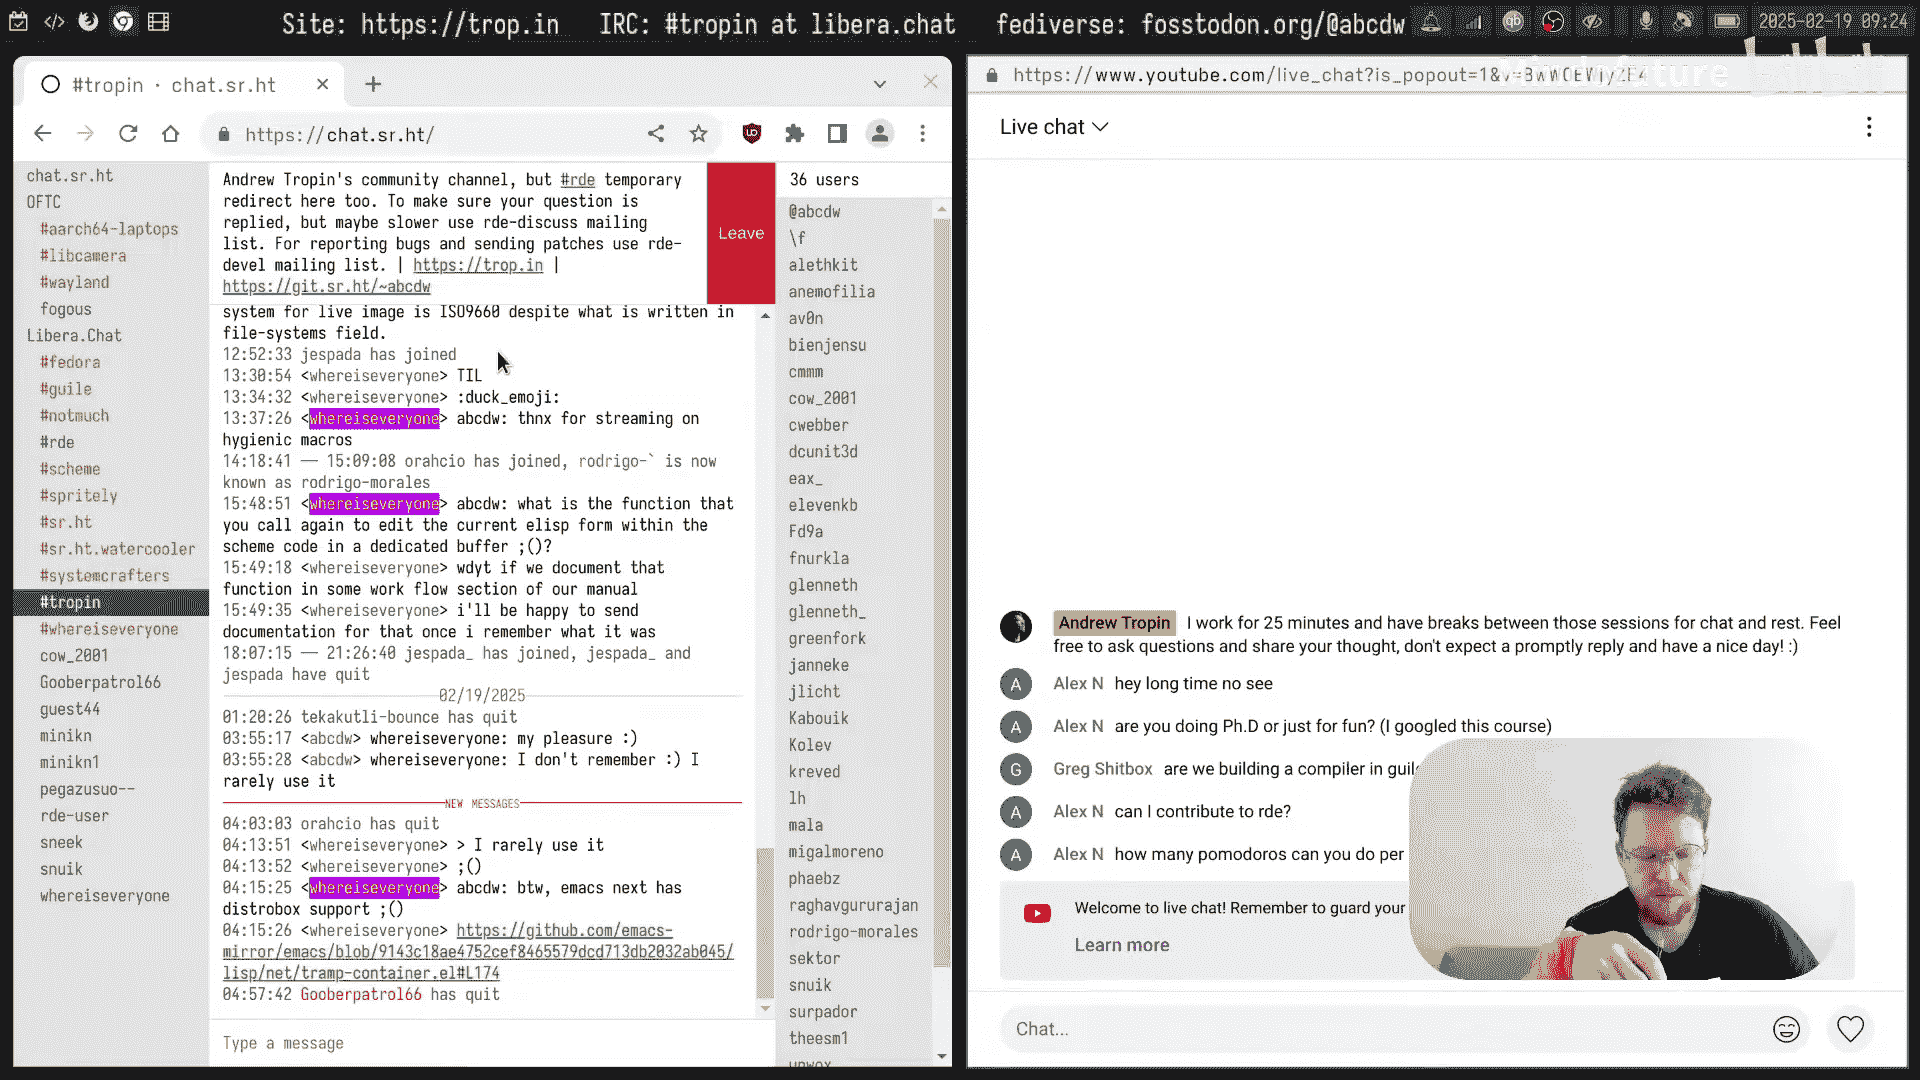 Site: https://trop.in   IRC: #tropin at libera.chat   fediverse: fosstodon.org/@abcdw
2025-02-19 09:24
#tropin · chat.sr.ht
https://chat.sr.ht/
chat.sr.ht
OFTC
#aarch64-laptops
#libcamera
#wayland
fogous
Libera.Chat
#fedora
#guile
#notmuch
#rde
#scheme
#spritely
#sr.ht
#sr.ht.watercooler
#systemcrafters
#tropin
#whereiseveryone
cow_2001
Gooberpatrol66
guest44
minikn
minikn1
pegazusuo--
rde-user
sneek
snuik
whereiseveryone
Andrew Tropin's community channel, but #rde temporary
redirect here too. To make sure your question is
replied, but maybe slower use rde-discuss mailing
list. For reporting bugs and sending patches use rde-
devel mailing list. | https://trop.in |
https://git.sr.ht/~abcdw
Leave
system for live image is ISO9660 despite what is written in
file-systems field.
12:52:33 jespada has joined
13:30:54 <whereiseveryone> TIL
13:34:32 <whereiseveryone> :duck_emoji:
13:37:26 <whereiseveryone> abcdw: thnx for streaming on
hygienic macros
14:18:41 — 15:09:08 orahcio has joined, rodrigo-` is now
known as rodrigo-morales
15:48:51 <whereiseveryone> abcdw: what is the function that
you call again to edit the current elisp form within the
scheme code in a dedicated buffer ;()?
15:49:18 <whereiseveryone> wdyt if we document that
function in some work flow section of our manual
15:49:35 <whereiseveryone> i'll be happy to send
documentation for that once i remember what it was
18:07:15 — 21:26:40 jespada_ has joined, jespada_ and
jespada have quit
02/19/2025
01:20:26 tekakutli-bounce has quit
03:55:17 <abcdw> whereiseveryone: my pleasure :)
03:55:28 <abcdw> whereiseveryone: I don't remember :) I
rarely use it
NEW MESSAGES
04:03:03 orahcio has quit
04:13:51 <whereiseveryone> > I rarely use it
04:13:52 <whereiseveryone> ;()
04:15:25 <whereiseveryone> abcdw: btw, emacs next has
distrobox support ;()
04:15:26 <whereiseveryone> https://github.com/emacs-
mirror/emacs/blob/9143c18ae4752cef8465579dcd713db2032ab045/
lisp/net/tramp-container.el#L174
04:57:42 Gooberpatrol66 has quit
Type a message
36 users
@abcdw
\f
alethkit
anemofilia
av0n
bienjensu
cmmm
cow_2001
cwebber
dcunit3d
eax_
elevenkb
Fd9a
fnurkla
glenneth
glenneth_
greenfork
janneke
jlicht
Kabouik
Kolev
kreved
lh
mala
migalmoreno
phaebz
raghavgururajan
rodrigo-morales
sektor
snuik
surpador
theesm1
https://www.youtube.com/live_chat?is_popout=1&
Live chat
Andrew Tropin I work for 25 minutes and have breaks between those sessions for chat and rest. Feel
free to ask questions and share your thought, don't expect a promptly reply and have a nice day! :)
A Alex N hey long time no see
A Alex N are you doing Ph.D or just for fun? (I googled this course)
G Greg Shitbox are we building a compiler in
A Alex N can I contribute to rde?
A Alex N how many pomodoros can you do per
Welcome to live chat! Remember to guard your
Learn more
Chat...